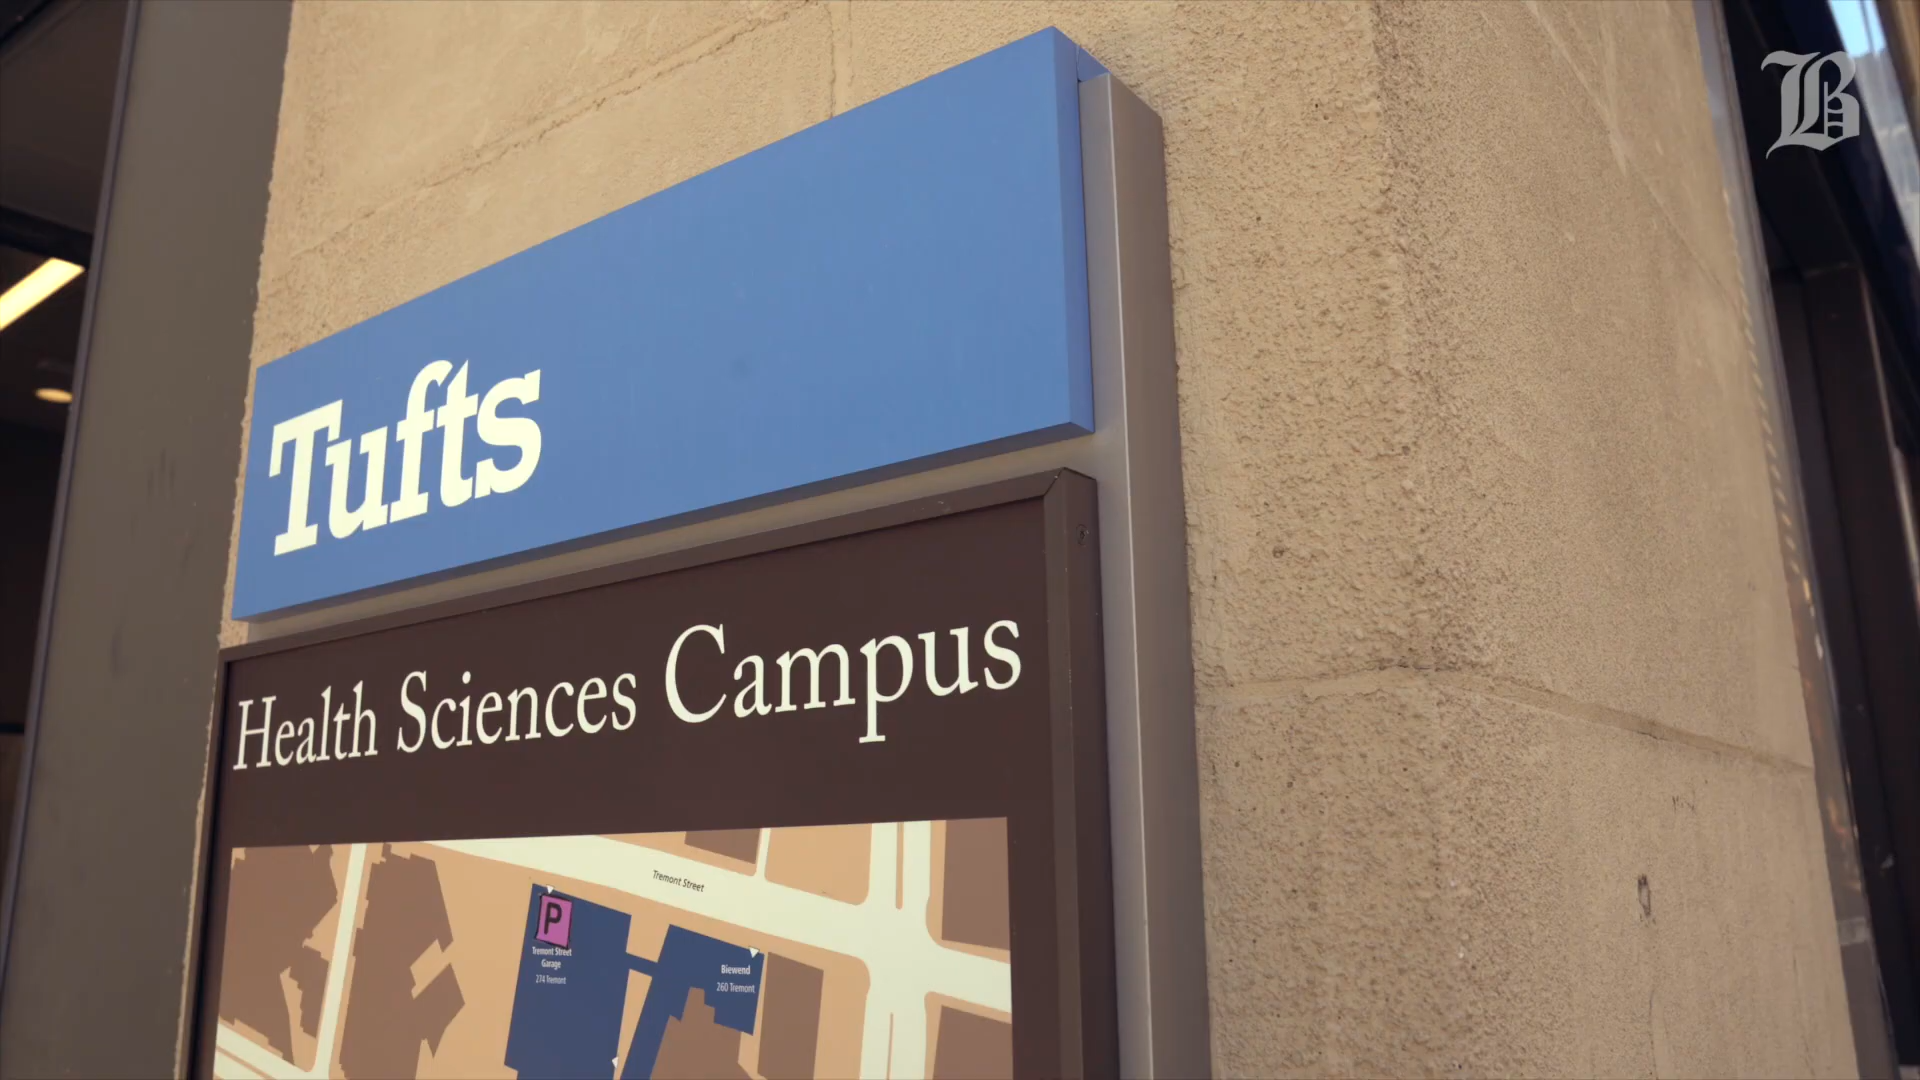 B
Tufts
Health Sciences Campus
Tremont Street
P
Tremont Street
Garage
274 Tremont
Biewend
260 Tremont